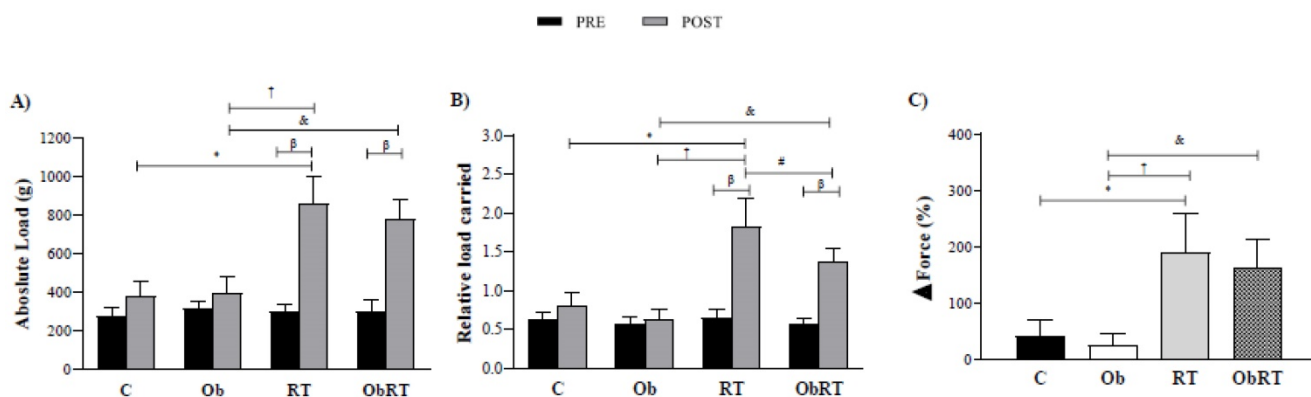 PRE POST
A)
Aboslute Load (g)
1200
1000
800
600
400
200
0
†
&
*
β
β
C Ob RT ObRT
B)
Relative load carried
3.0
2.5
2.0
1.5
1.0
0.5
0.0
&
*
†
#
β
β
C Ob RT ObRT
C)
▲Force (%)
400
300
200
100
0
&
†
*
C Ob RT ObRT